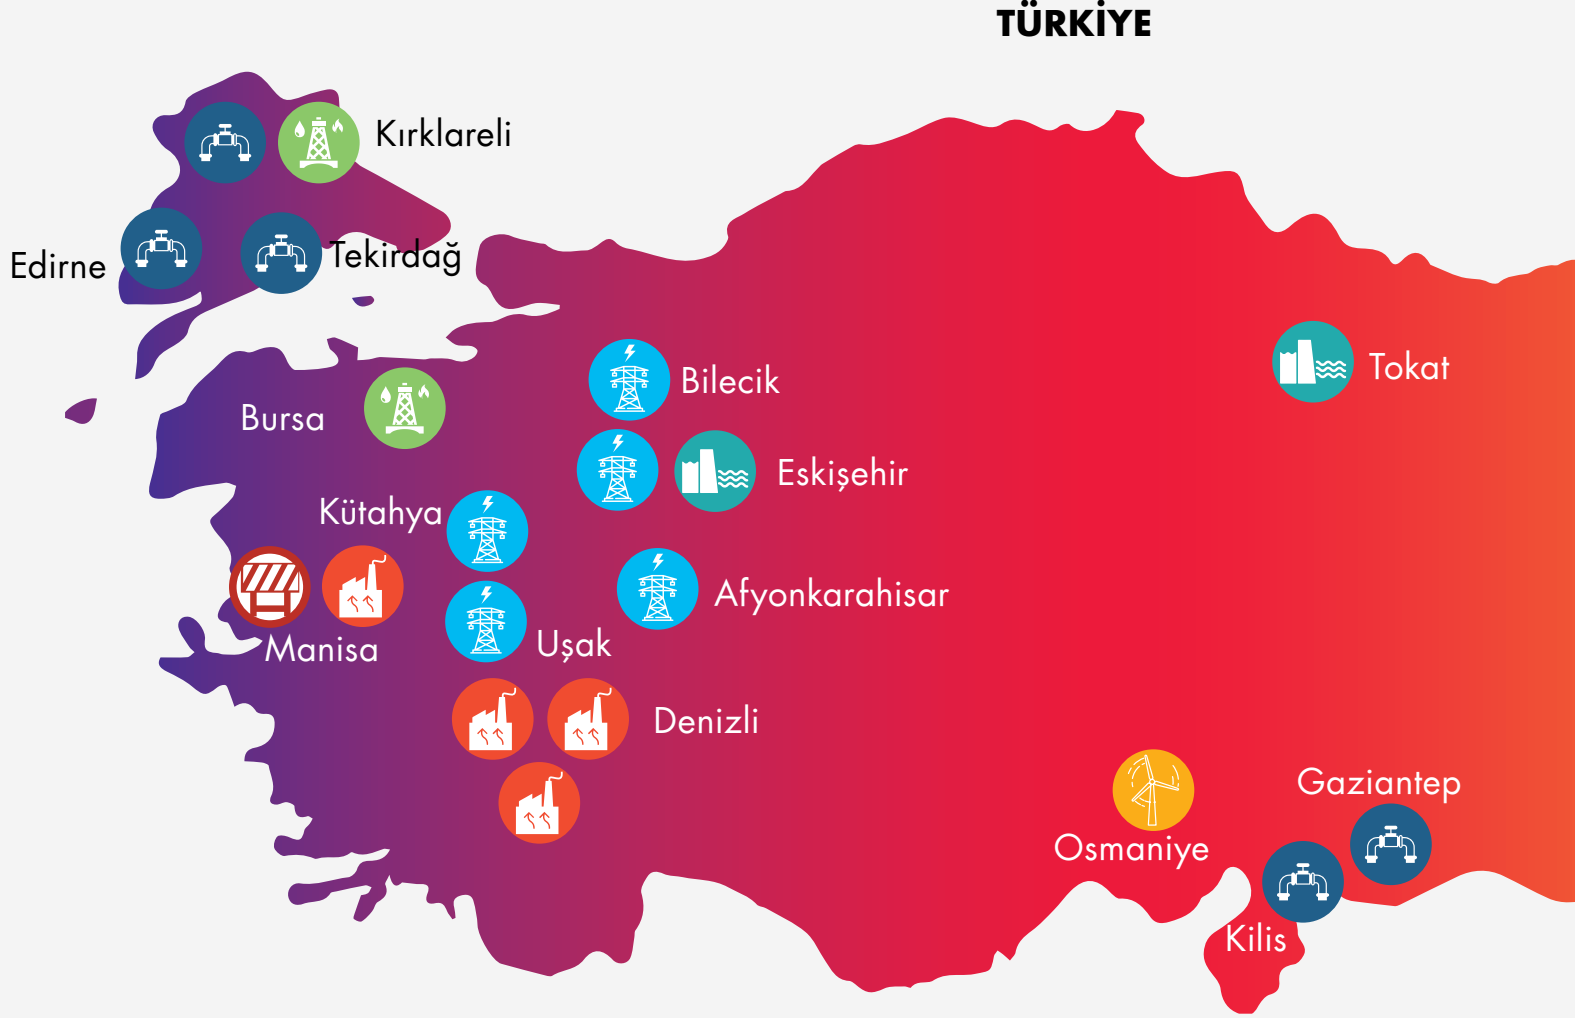 TÜRKİYE
Kırklareli
Edirne
Tekirdağ
Tokat
Bilecik
Bursa
Eskişehir
Kütahya
Afyonkarahisar
Uşak
Manisa
Denizli
Gaziantep
Osmaniye
Kilis